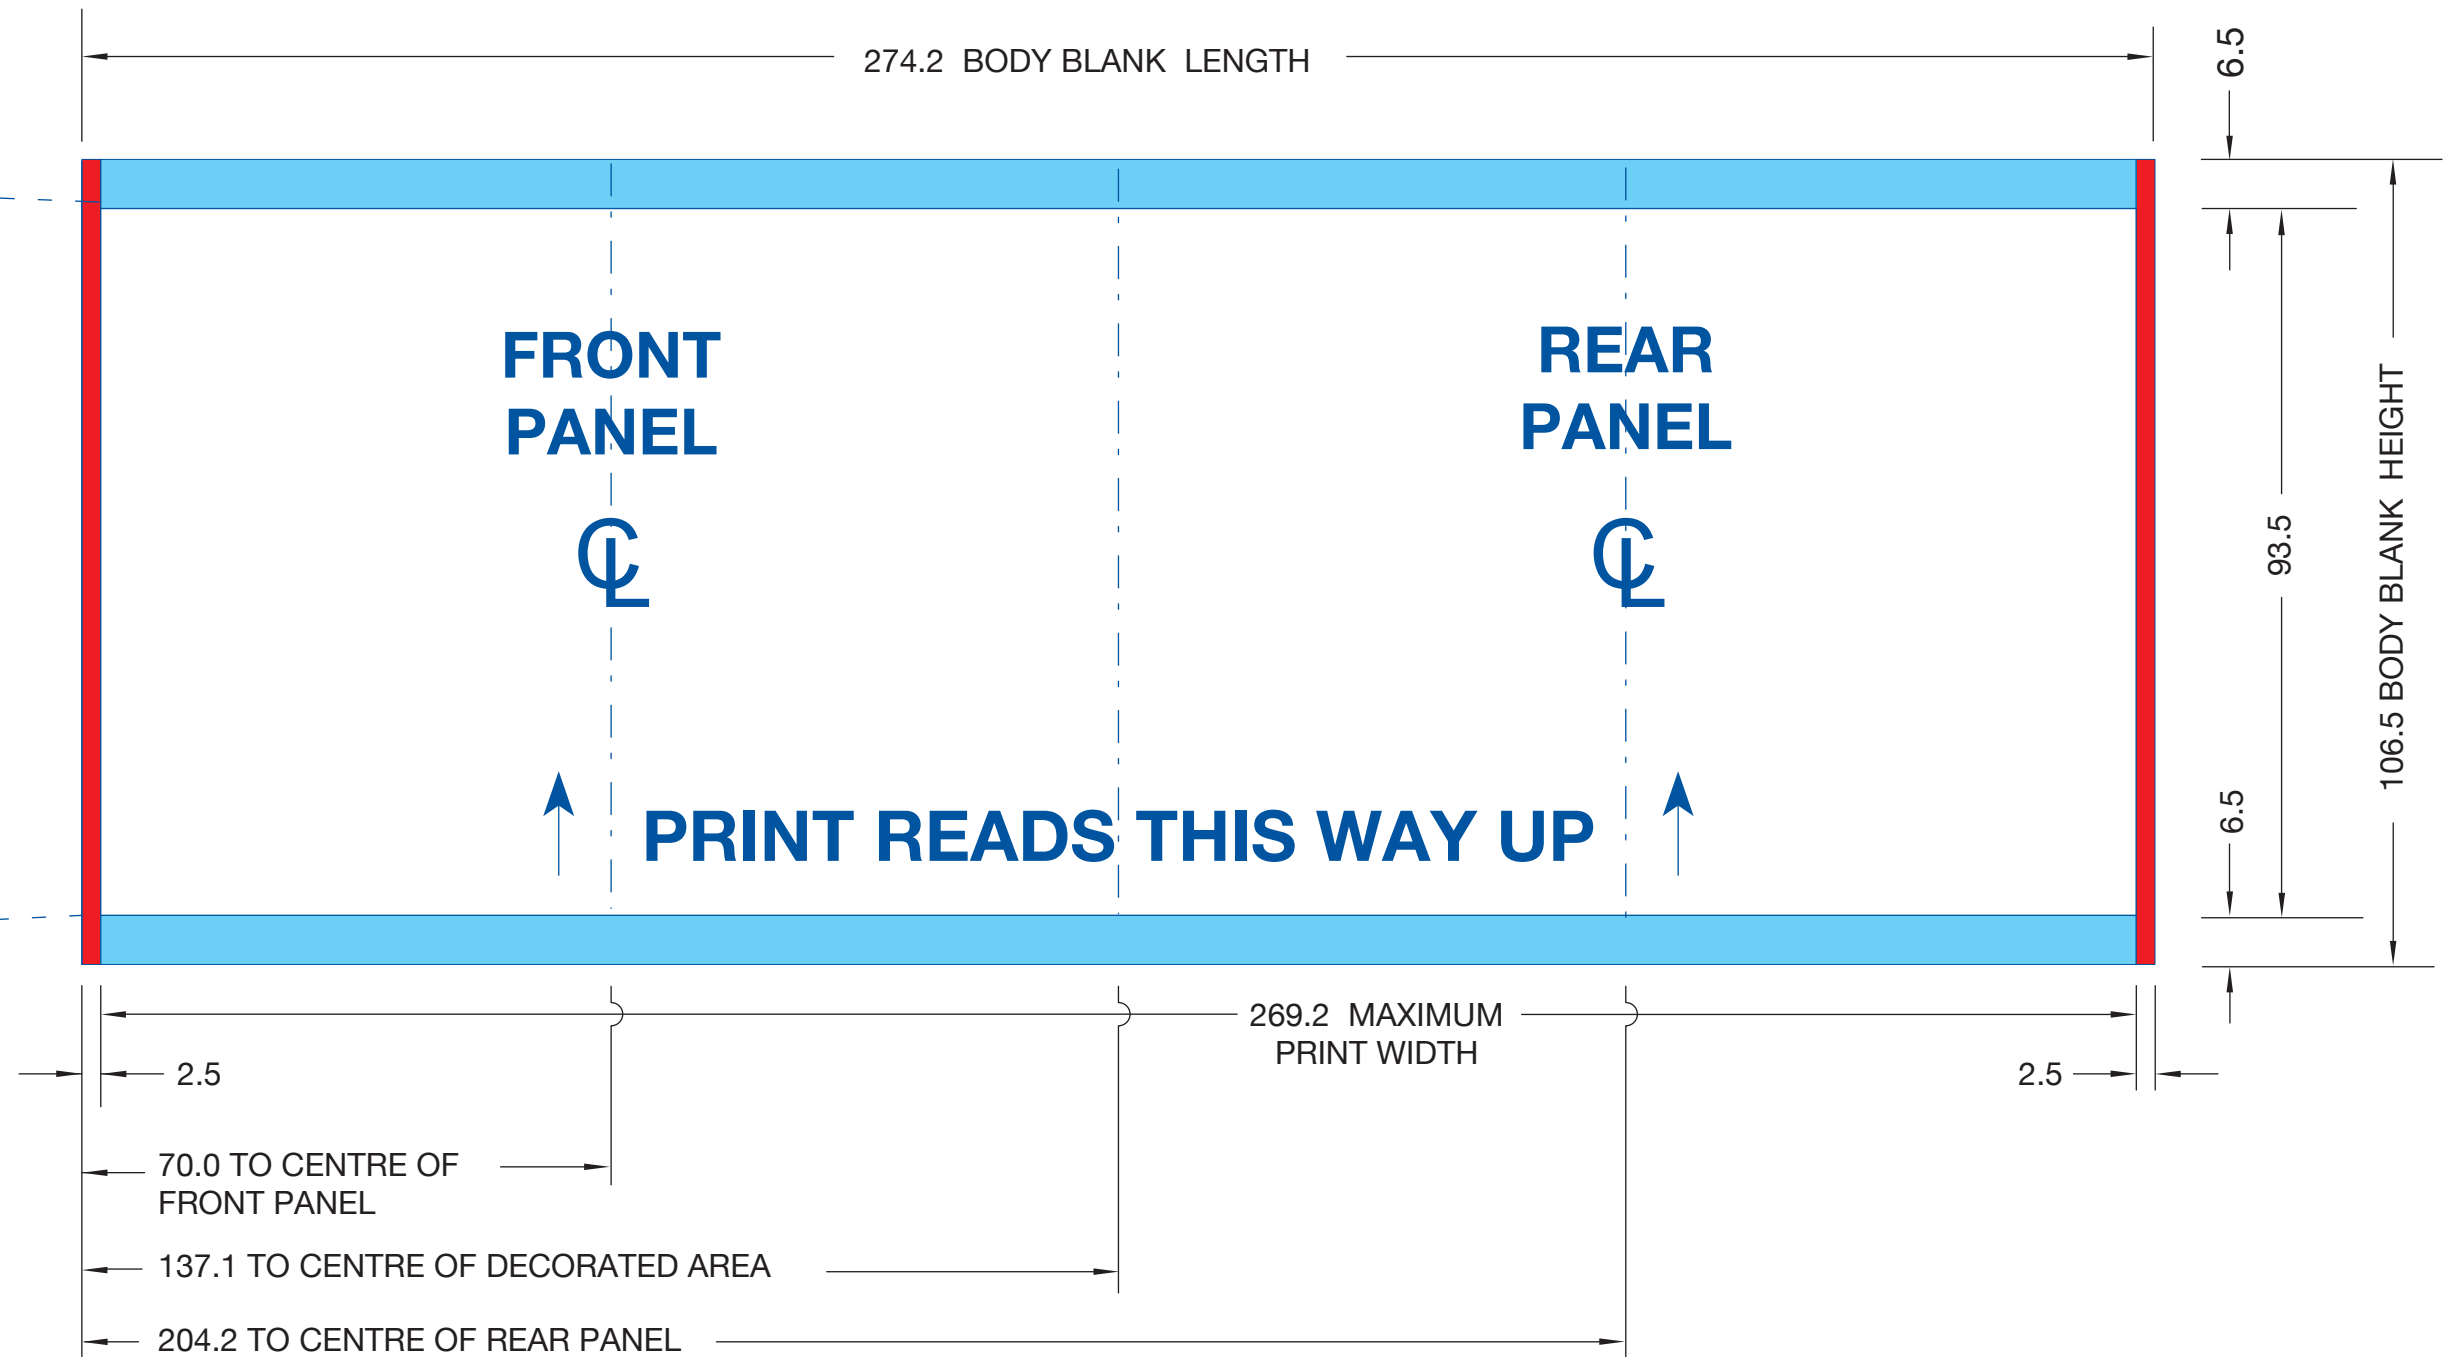 274.2 BODY BLANK LENGTH
6.5
FRONT
PANEL
REAR
PANEL
CL
CL
93.5
106.5 BODY BLANK HEIGHT
PRINT READS THIS WAY UP
6.5
269.2 MAXIMUM
PRINT WIDTH
2.5
2.5
70.0 TO CENTRE OF
FRONT PANEL
137.1 TO CENTRE OF DECORATED AREA
204.2 TO CENTRE OF REAR PANEL